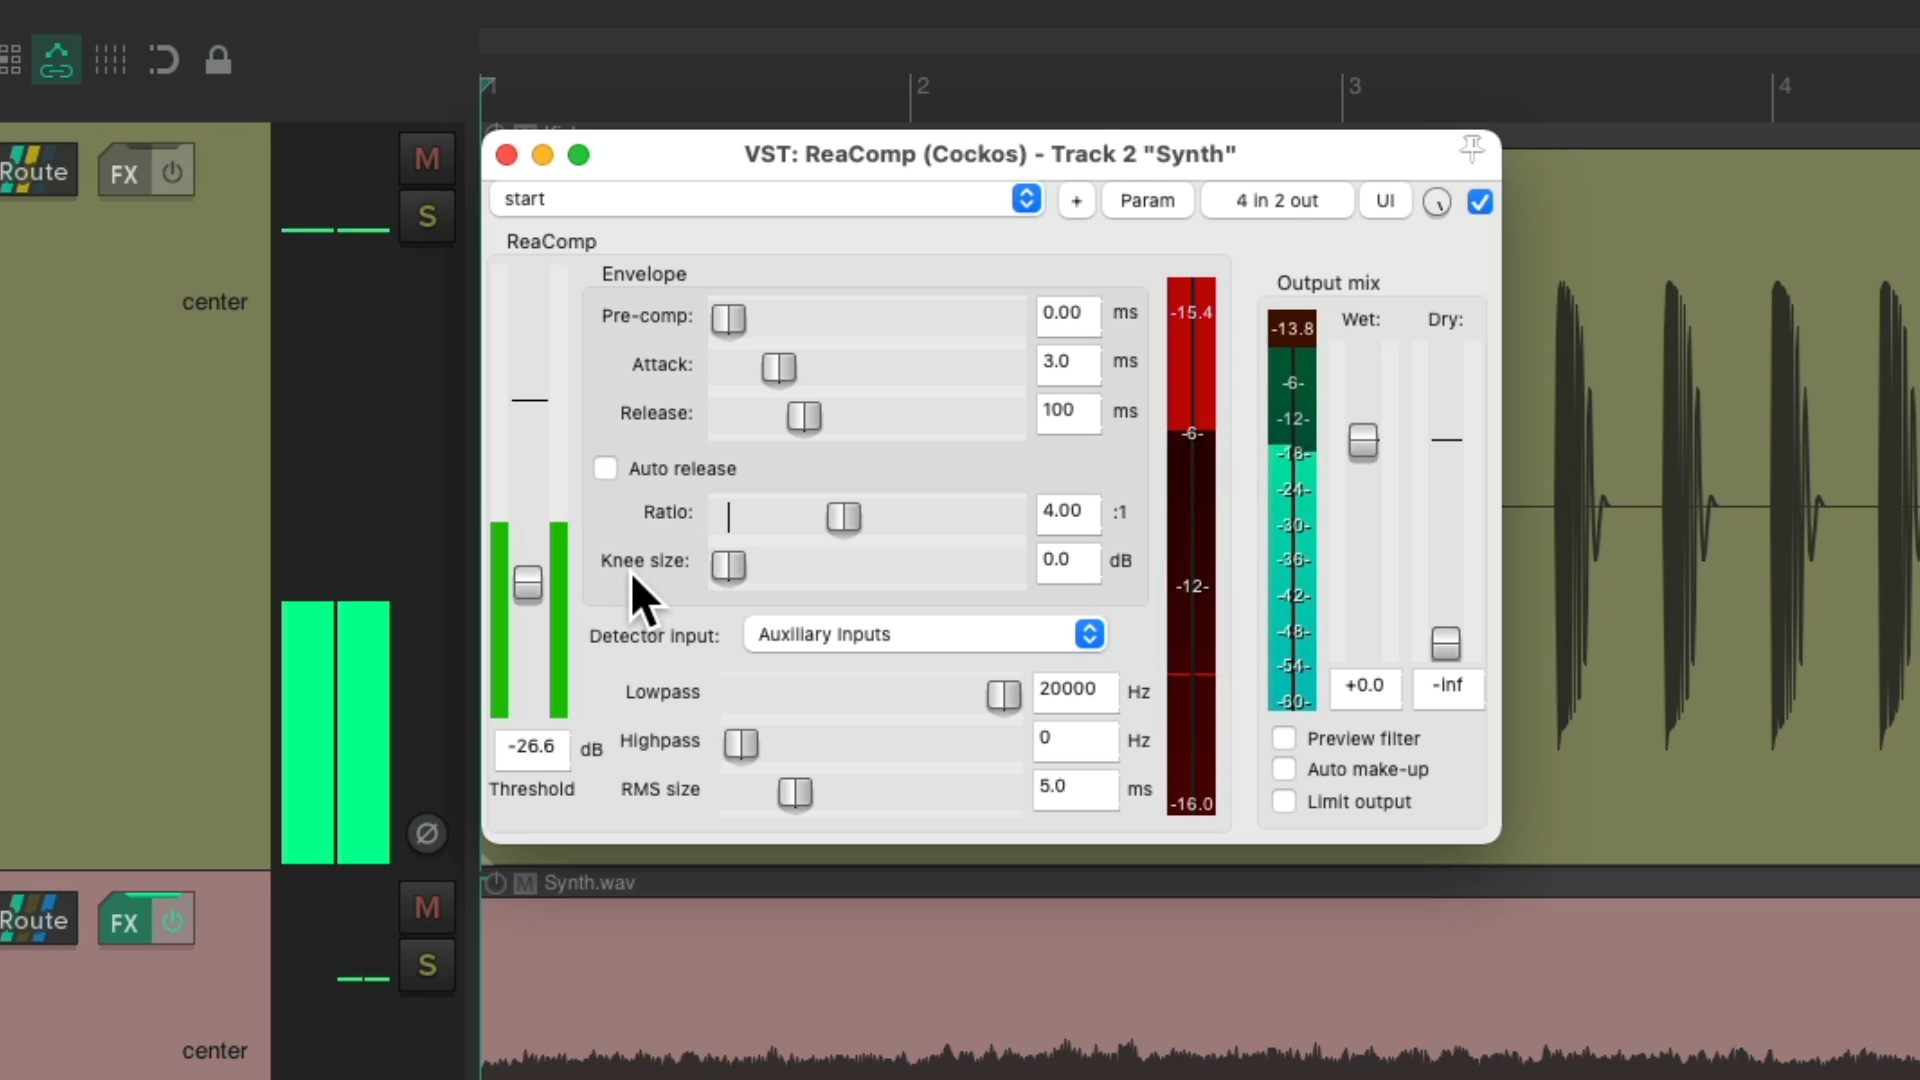 1 2 3 4
Route FX M
S
center
VST: ReaComp (Cockos) - Track 2 "Synth"
start + Param 4 in 2 out UI
ReaComp
Envelope
Pre-comp: 0.00 ms
Attack: 3.0 ms
Release: 100 ms
Auto release
Ratio: 4.00 :1
Knee size: 0.0 dB
Detector input: Auxiliary Inputs
Lowpass 20000 Hz
Highpass 0 Hz
RMS size 5.0 ms
-26.6 dB
Threshold
-15.4
-6-
-12-
-16.0
Output mix
Wet: Dry:
-13.8
-6-
-12-
-18-
-24-
-30-
-36-
-42-
-48-
-54-
-60-
+0.0 -inf
Preview filter
Auto make-up
Limit output
M Synth.wav
Route FX M
S
center